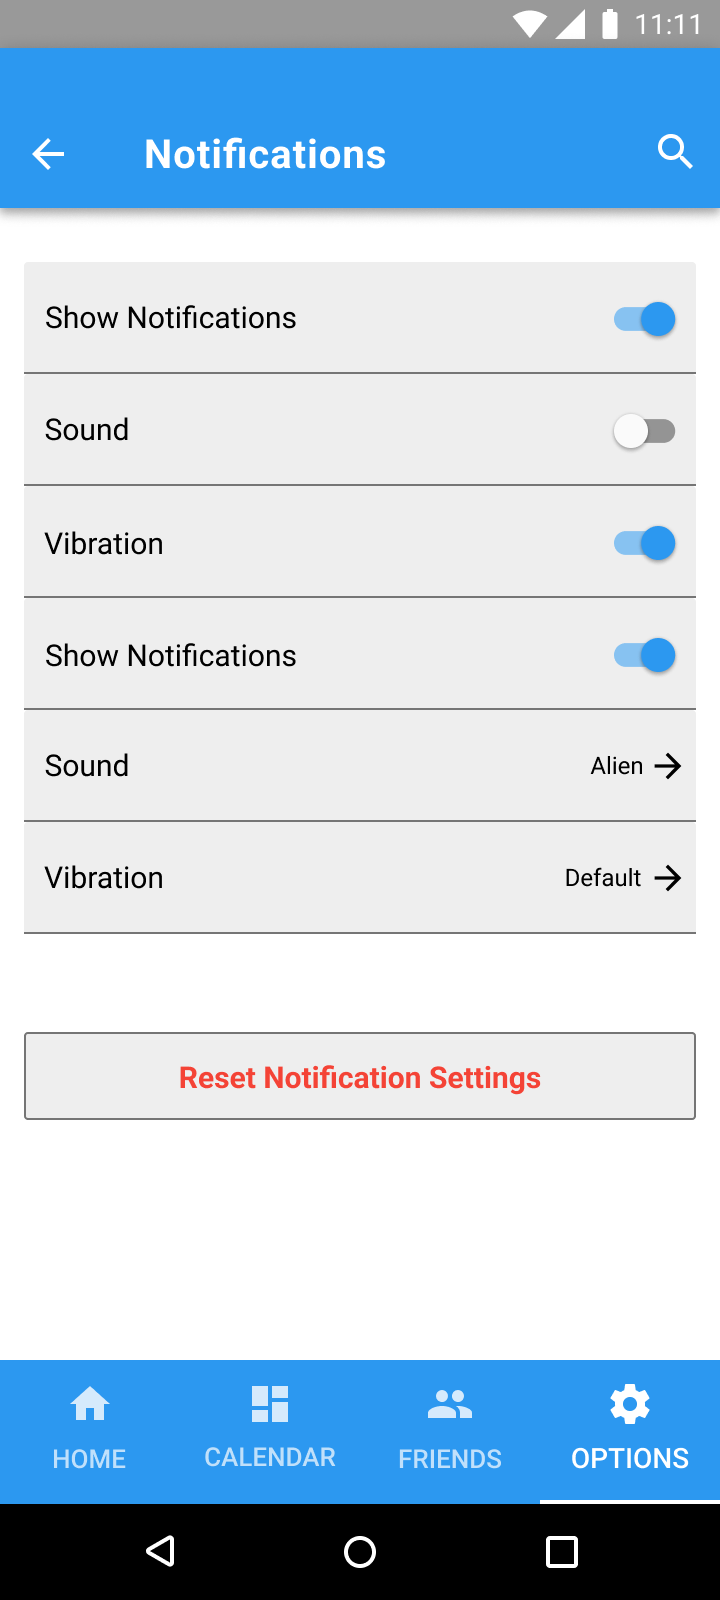 11:11
Notifications
Show Notifications
Sound
Vibration
Show Notifications
Sound Alien
Vibration Default
Reset Notification Settings
HOME CALENDAR FRIENDS OPTIONS